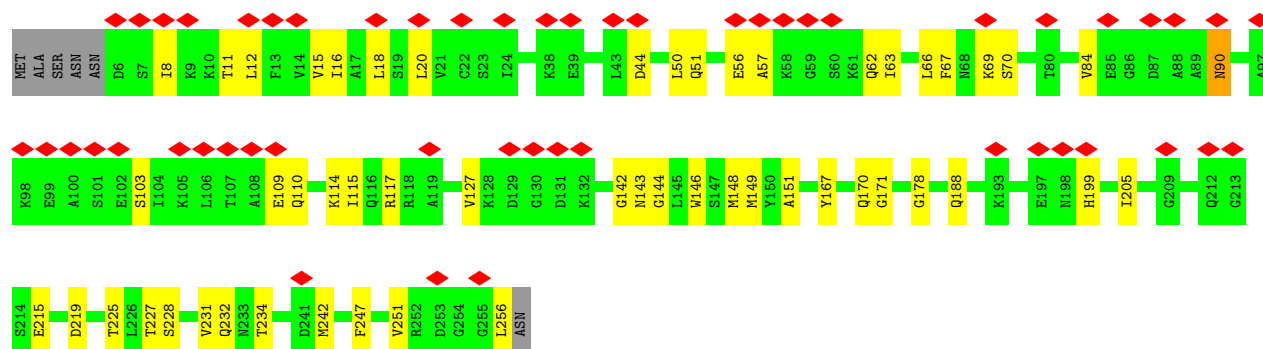 MET ALA SER ASN ASN D6 S7 I8 K9 K10 T11 L12 F13 V14 V15 I16 A17 L18 S19 L20 V21 C22 S23 I24 K38 E39 L43 D44 L50 Q51 E56 A57 K58 G59 S60 K61 Q62 I63 L66 F67 N68 K69 S70 T80 V84 E85 G86 D87 A88 A89 N90 A97
K98 E99 A100 S101 E102 S103 I104 K105 L106 T107 A108 E109 Q110 K114 I115 Q116 R117 R118 A119 V127 K128 D129 G130 D131 K132 G142 N143 G144 L145 W146 S147 M148 M149 Y150 A151 Y167 Q170 G171 G178 Q188 K193 E197 N198 H199 I205 G209 Q212 G213
S214 E215 D219 T225 L226 T227 S228 V231 Q232 N233 T234 D241 M242 F247 V251 R252 D253 G254 G255 L256 ASN